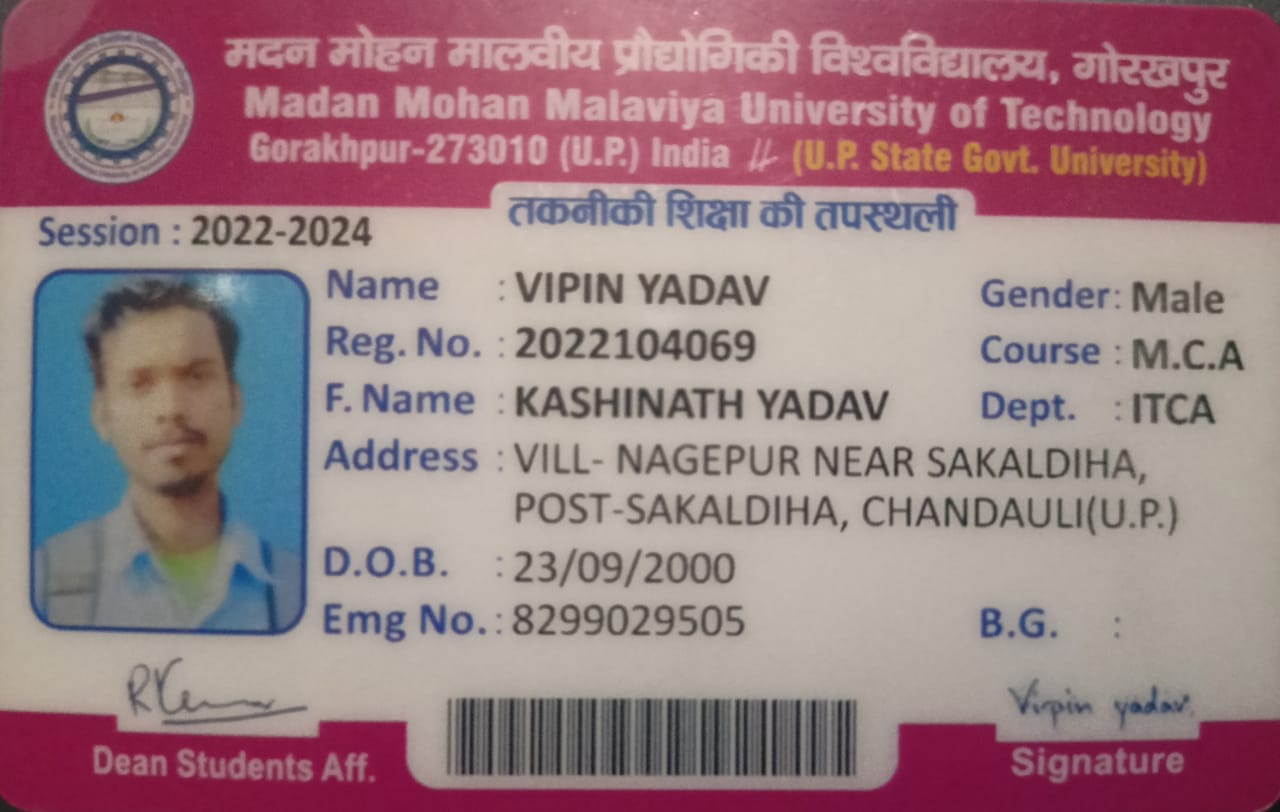 मदन मोहन मालवीय प्रौद्योगिकी विश्वविद्यालय, गोरखपुर
Madan Mohan Malaviya University of Technology
Gorakhpur-273010 (U.P.) India (U.P. State Govt. University)
तकनीकी शिक्षा की तपस्थली
Session : 2022-2024
Name : VIPIN YADAV
Gender: Male
Reg. No. : 2022104069
Course : M.C.A
F. Name : KASHINATH YADAV
Dept. : ITCA
Address : VILL- NAGEPUR NEAR SAKALDIHA,
POST-SAKALDIHA, CHANDAULI(U.P.)
D.O.B. : 23/09/2000
Emg No. : 8299029505
B.G. :
Vipin yadav
Dean Students Aff.
Signature